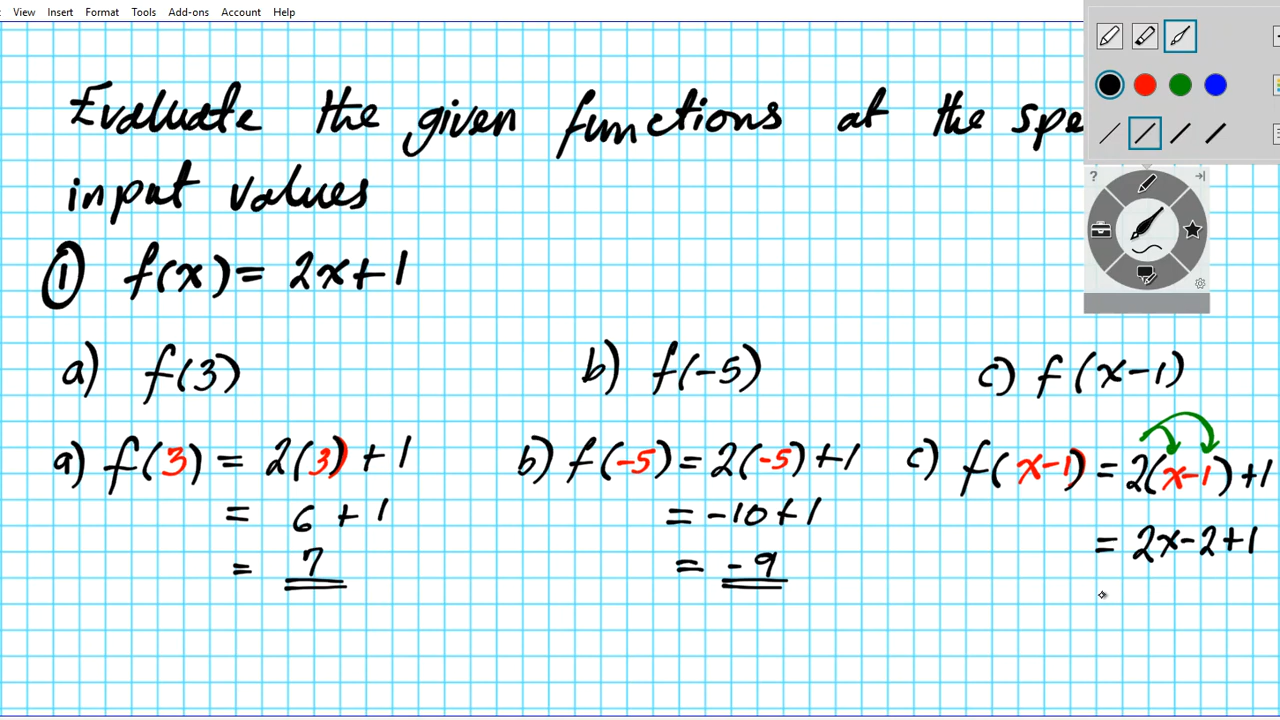 View Insert Format Tools Add-ons Account Help
Evaluate the given functions at the spe
input values
① f(x) = 2x+1
a) f(3) b) f(-5) c) f(x-1)
a) f(3) = 2(3) + 1 b) f(-5) = 2(-5) + 1 c) f(x-1) = 2(x-1) + 1
= 6 + 1 = -10 + 1 = 2x-2+1
= 7 = -9